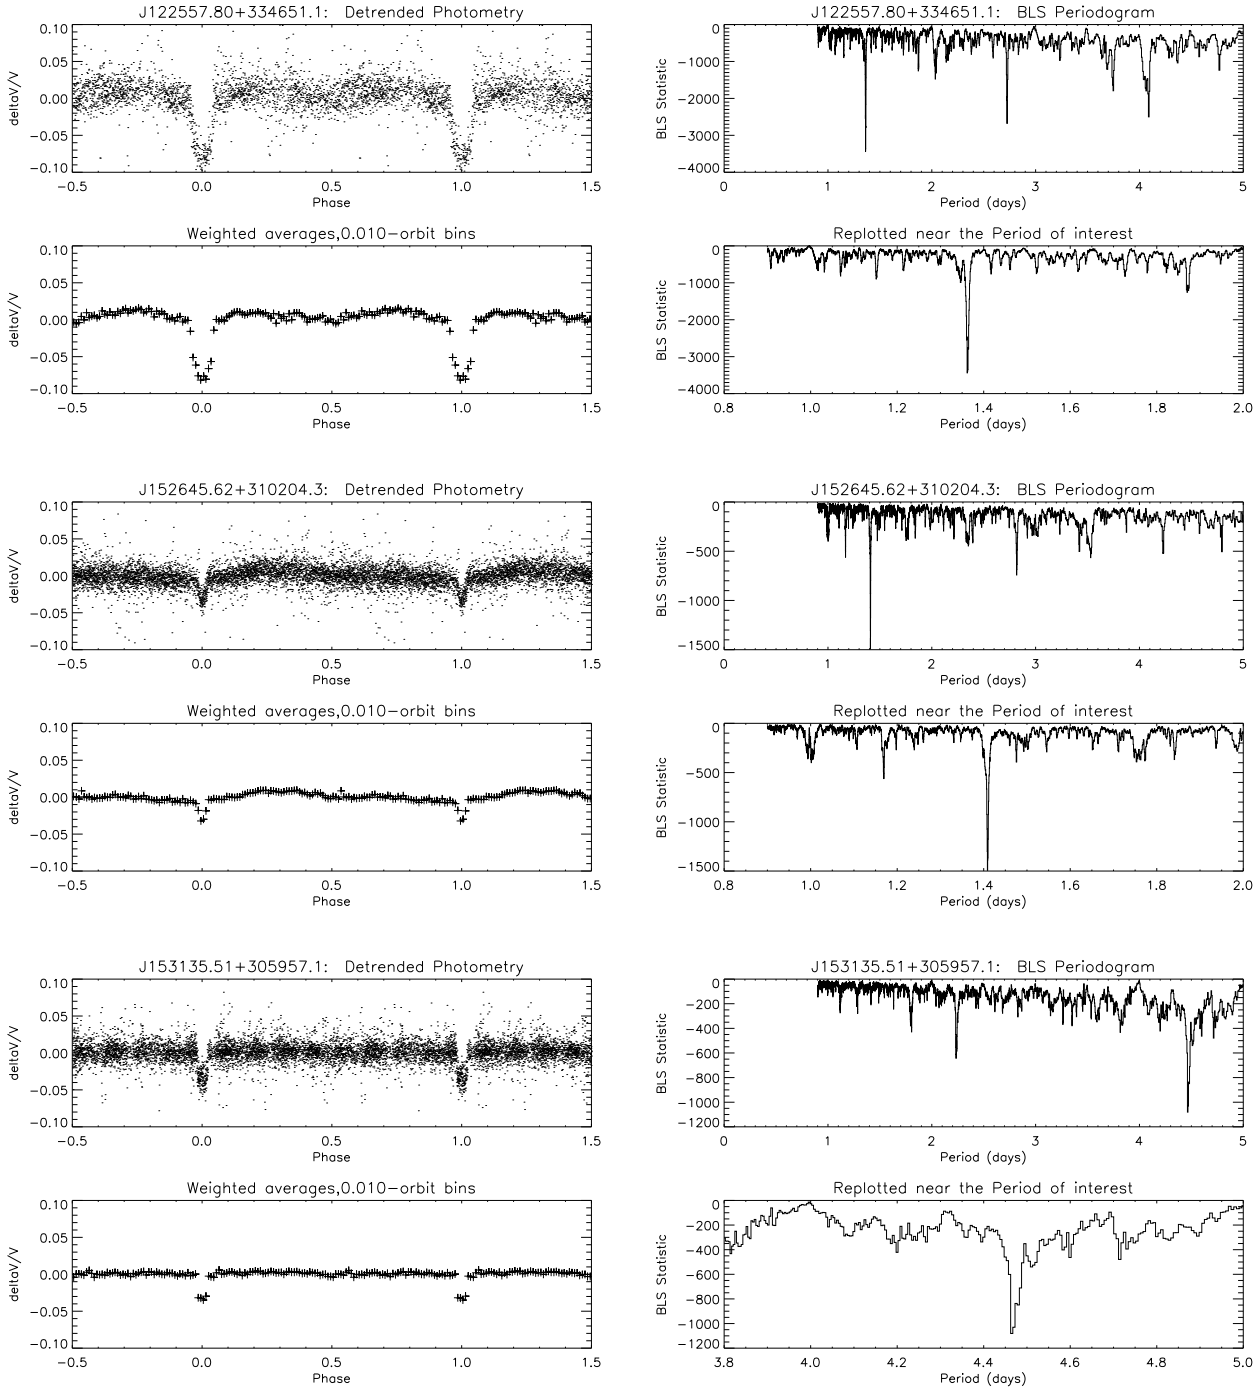 J122557.80+334651.1: Detrended Photometry
0.10
0.05
0.00
−0.05
−0.10
deltaV/V
−0.5 0.0 0.5 1.0 1.5
Phase
J122557.80+334651.1: BLS Periodogram
0
−1000
−2000
−3000
−4000
BLS Statistic
0 1 2 3 4 5
Period (days)
Weighted averages,0.010−orbit bins
0.10
0.05
0.00
−0.05
−0.10
deltaV/V
−0.5 0.0 0.5 1.0 1.5
Phase
Replotted near the Period of interest
0
−1000
−2000
−3000
−4000
BLS Statistic
0.8 1.0 1.2 1.4 1.6 1.8 2.0
Period (days)
J152645.62+310204.3: Detrended Photometry
0.10
0.05
0.00
−0.05
−0.10
deltaV/V
−0.5 0.0 0.5 1.0 1.5
Phase
J152645.62+310204.3: BLS Periodogram
0
−500
−1000
−1500
BLS Statistic
0 1 2 3 4 5
Period (days)
Weighted averages,0.010−orbit bins
0.10
0.05
0.00
−0.05
−0.10
deltaV/V
−0.5 0.0 0.5 1.0 1.5
Phase
Replotted near the Period of interest
0
−500
−1000
−1500
BLS Statistic
0.8 1.0 1.2 1.4 1.6 1.8 2.0
Period (days)
J153135.51+305957.1: Detrended Photometry
0.10
0.05
0.00
−0.05
−0.10
deltaV/V
−0.5 0.0 0.5 1.0 1.5
Phase
J153135.51+305957.1: BLS Periodogram
0
−200
−400
−600
−800
−1000
−1200
BLS Statistic
0 1 2 3 4 5
Period (days)
Weighted averages,0.010−orbit bins
0.10
0.05
0.00
−0.05
−0.10
deltaV/V
−0.5 0.0 0.5 1.0 1.5
Phase
Replotted near the Period of interest
0
−200
−400
−600
−800
−1000
−1200
BLS Statistic
3.8 4.0 4.2 4.4 4.6 4.8 5.0
Period (days)